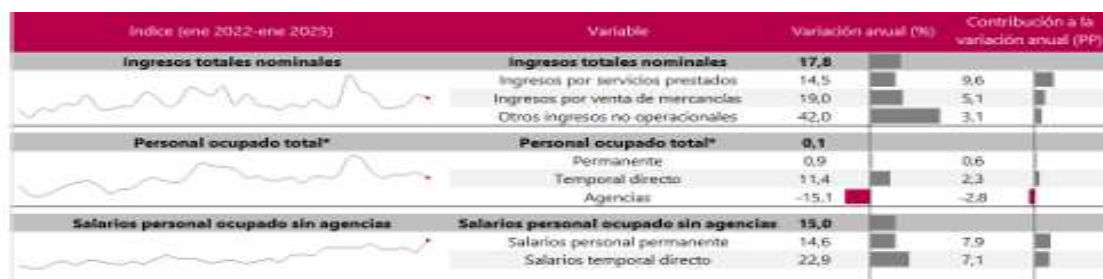 Índice (ene 2022-ene 2025) Variable Variación anual (%) Contribución a la variación anual (PP)
Ingresos totales nominales Ingresos totales nominales 17,8
Ingresos por servicios prestados 14,5 9,6
Ingresos por venta de mercancías 19,0 5,1
Otros ingresos no operacionales 42,0 3,1
Personal ocupado total* Personal ocupado total* 0,1
Permanente 0,9 0,6
Temporal directo 11,4 2,3
Agencias -15,1 -2,8
Salarios personal ocupado sin agencias Salarios personal ocupado sin agencias 15,0
Salarios personal permanente 14,6 7,9
Salarios temporal directo 22,9 7,1